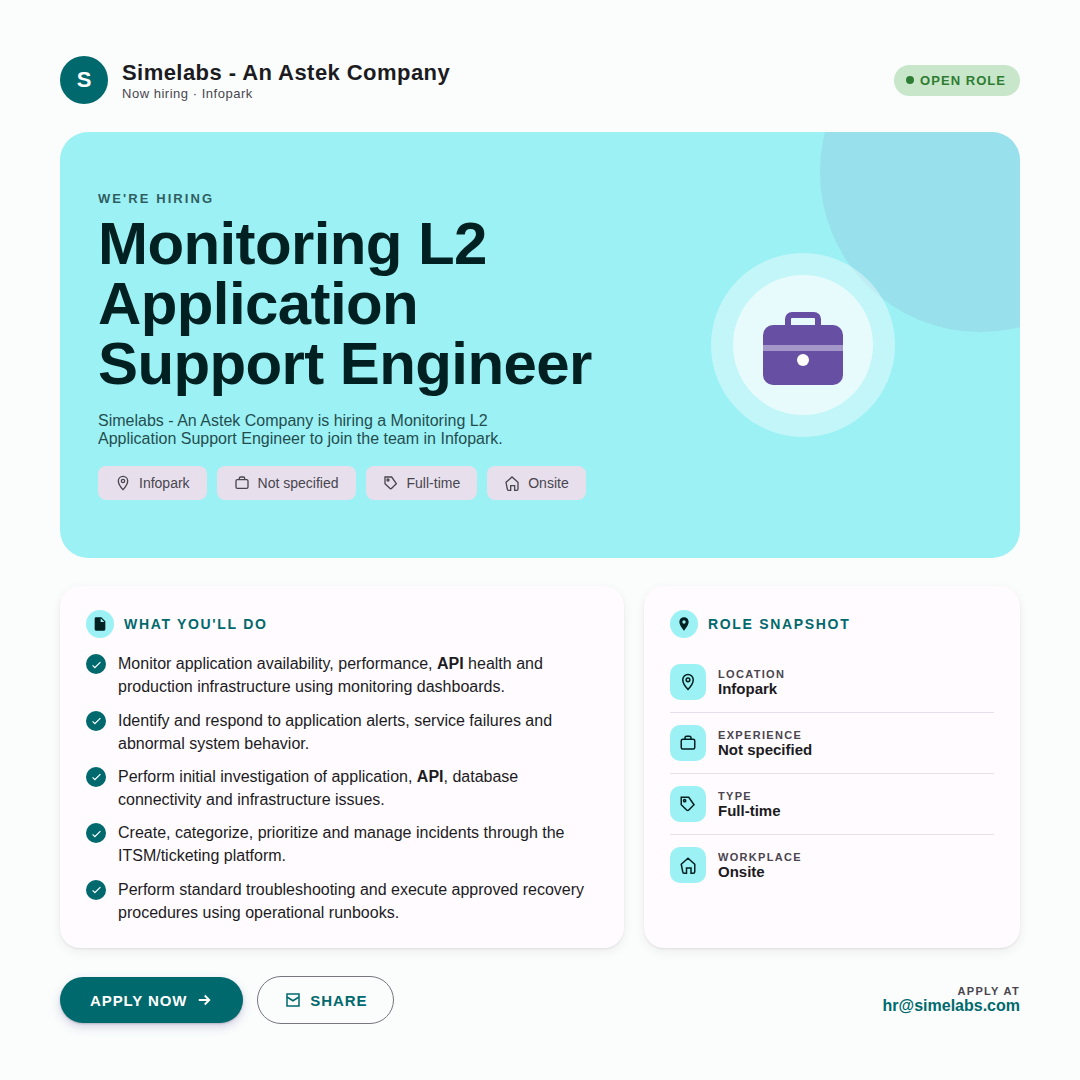 S
Simelabs - An Astek Company
Now hiring · Infopark
OPEN ROLE
WE'RE HIRING
Monitoring L2
Application
Support Engineer
Simelabs - An Astek Company is hiring a Monitoring L2
Application Support Engineer to join the team in Infopark.
Infopark
Not specified
Full-time
Onsite
WHAT YOU'LL DO
Monitor application availability, performance, API health and
production infrastructure using monitoring dashboards.
Identify and respond to application alerts, service failures and
abnormal system behavior.
Perform initial investigation of application, API, database
connectivity and infrastructure issues.
Create, categorize, prioritize and manage incidents through the
ITSM/ticketing platform.
Perform standard troubleshooting and execute approved recovery
procedures using operational runbooks.
ROLE SNAPSHOT
LOCATION
Infopark
EXPERIENCE
Not specified
TYPE
Full-time
WORKPLACE
Onsite
APPLY NOW
SHARE
APPLY AT
hr@simelabs.com